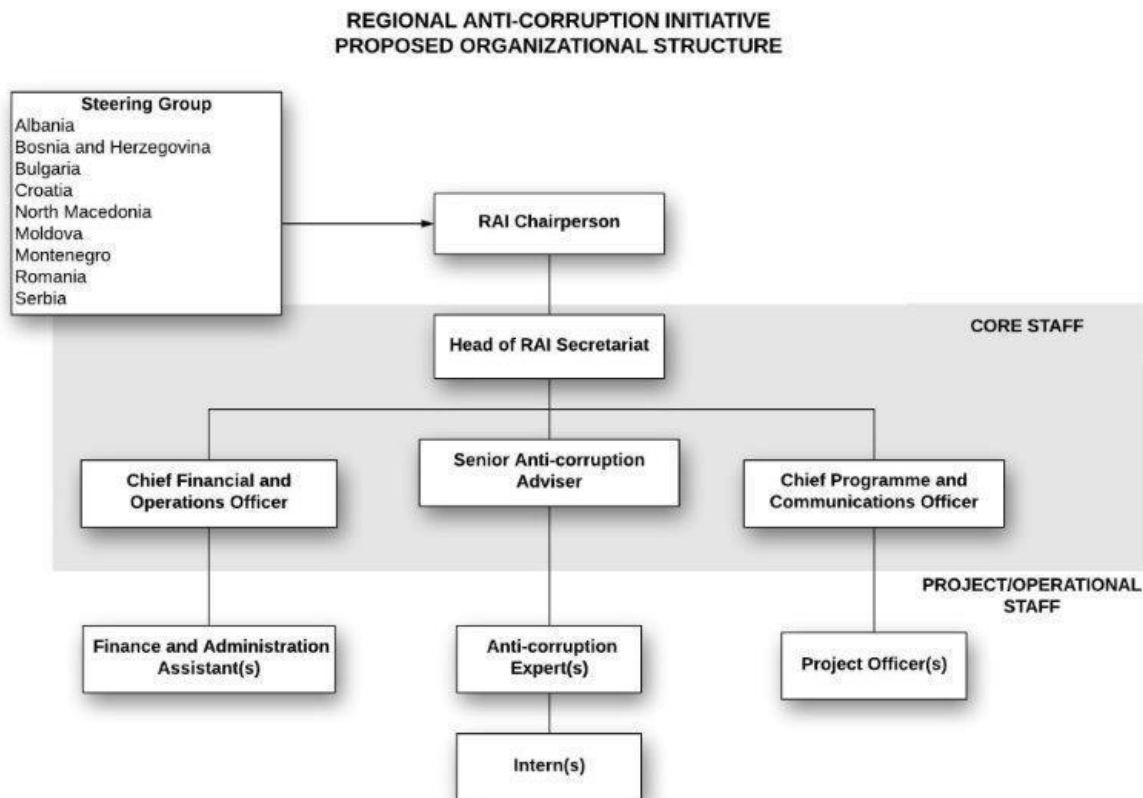 REGIONAL ANTI-CORRUPTION INITIATIVE
PROPOSED ORGANIZATIONAL STRUCTURE
Steering Group
Albania
Bosnia and Herzegovina
Bulgaria
Croatia
North Macedonia
Moldova
Montenegro
Romania
Serbia
RAI Chairperson
CORE STAFF
Head of RAI Secretariat
Chief Financial and
Operations Officer
Senior Anti-corruption
Adviser
Chief Programme and
Communications Officer
PROJECT/OPERATIONAL
STAFF
Finance and Administration
Assistant(s)
Anti-corruption
Expert(s)
Project Officer(s)
Intern(s)